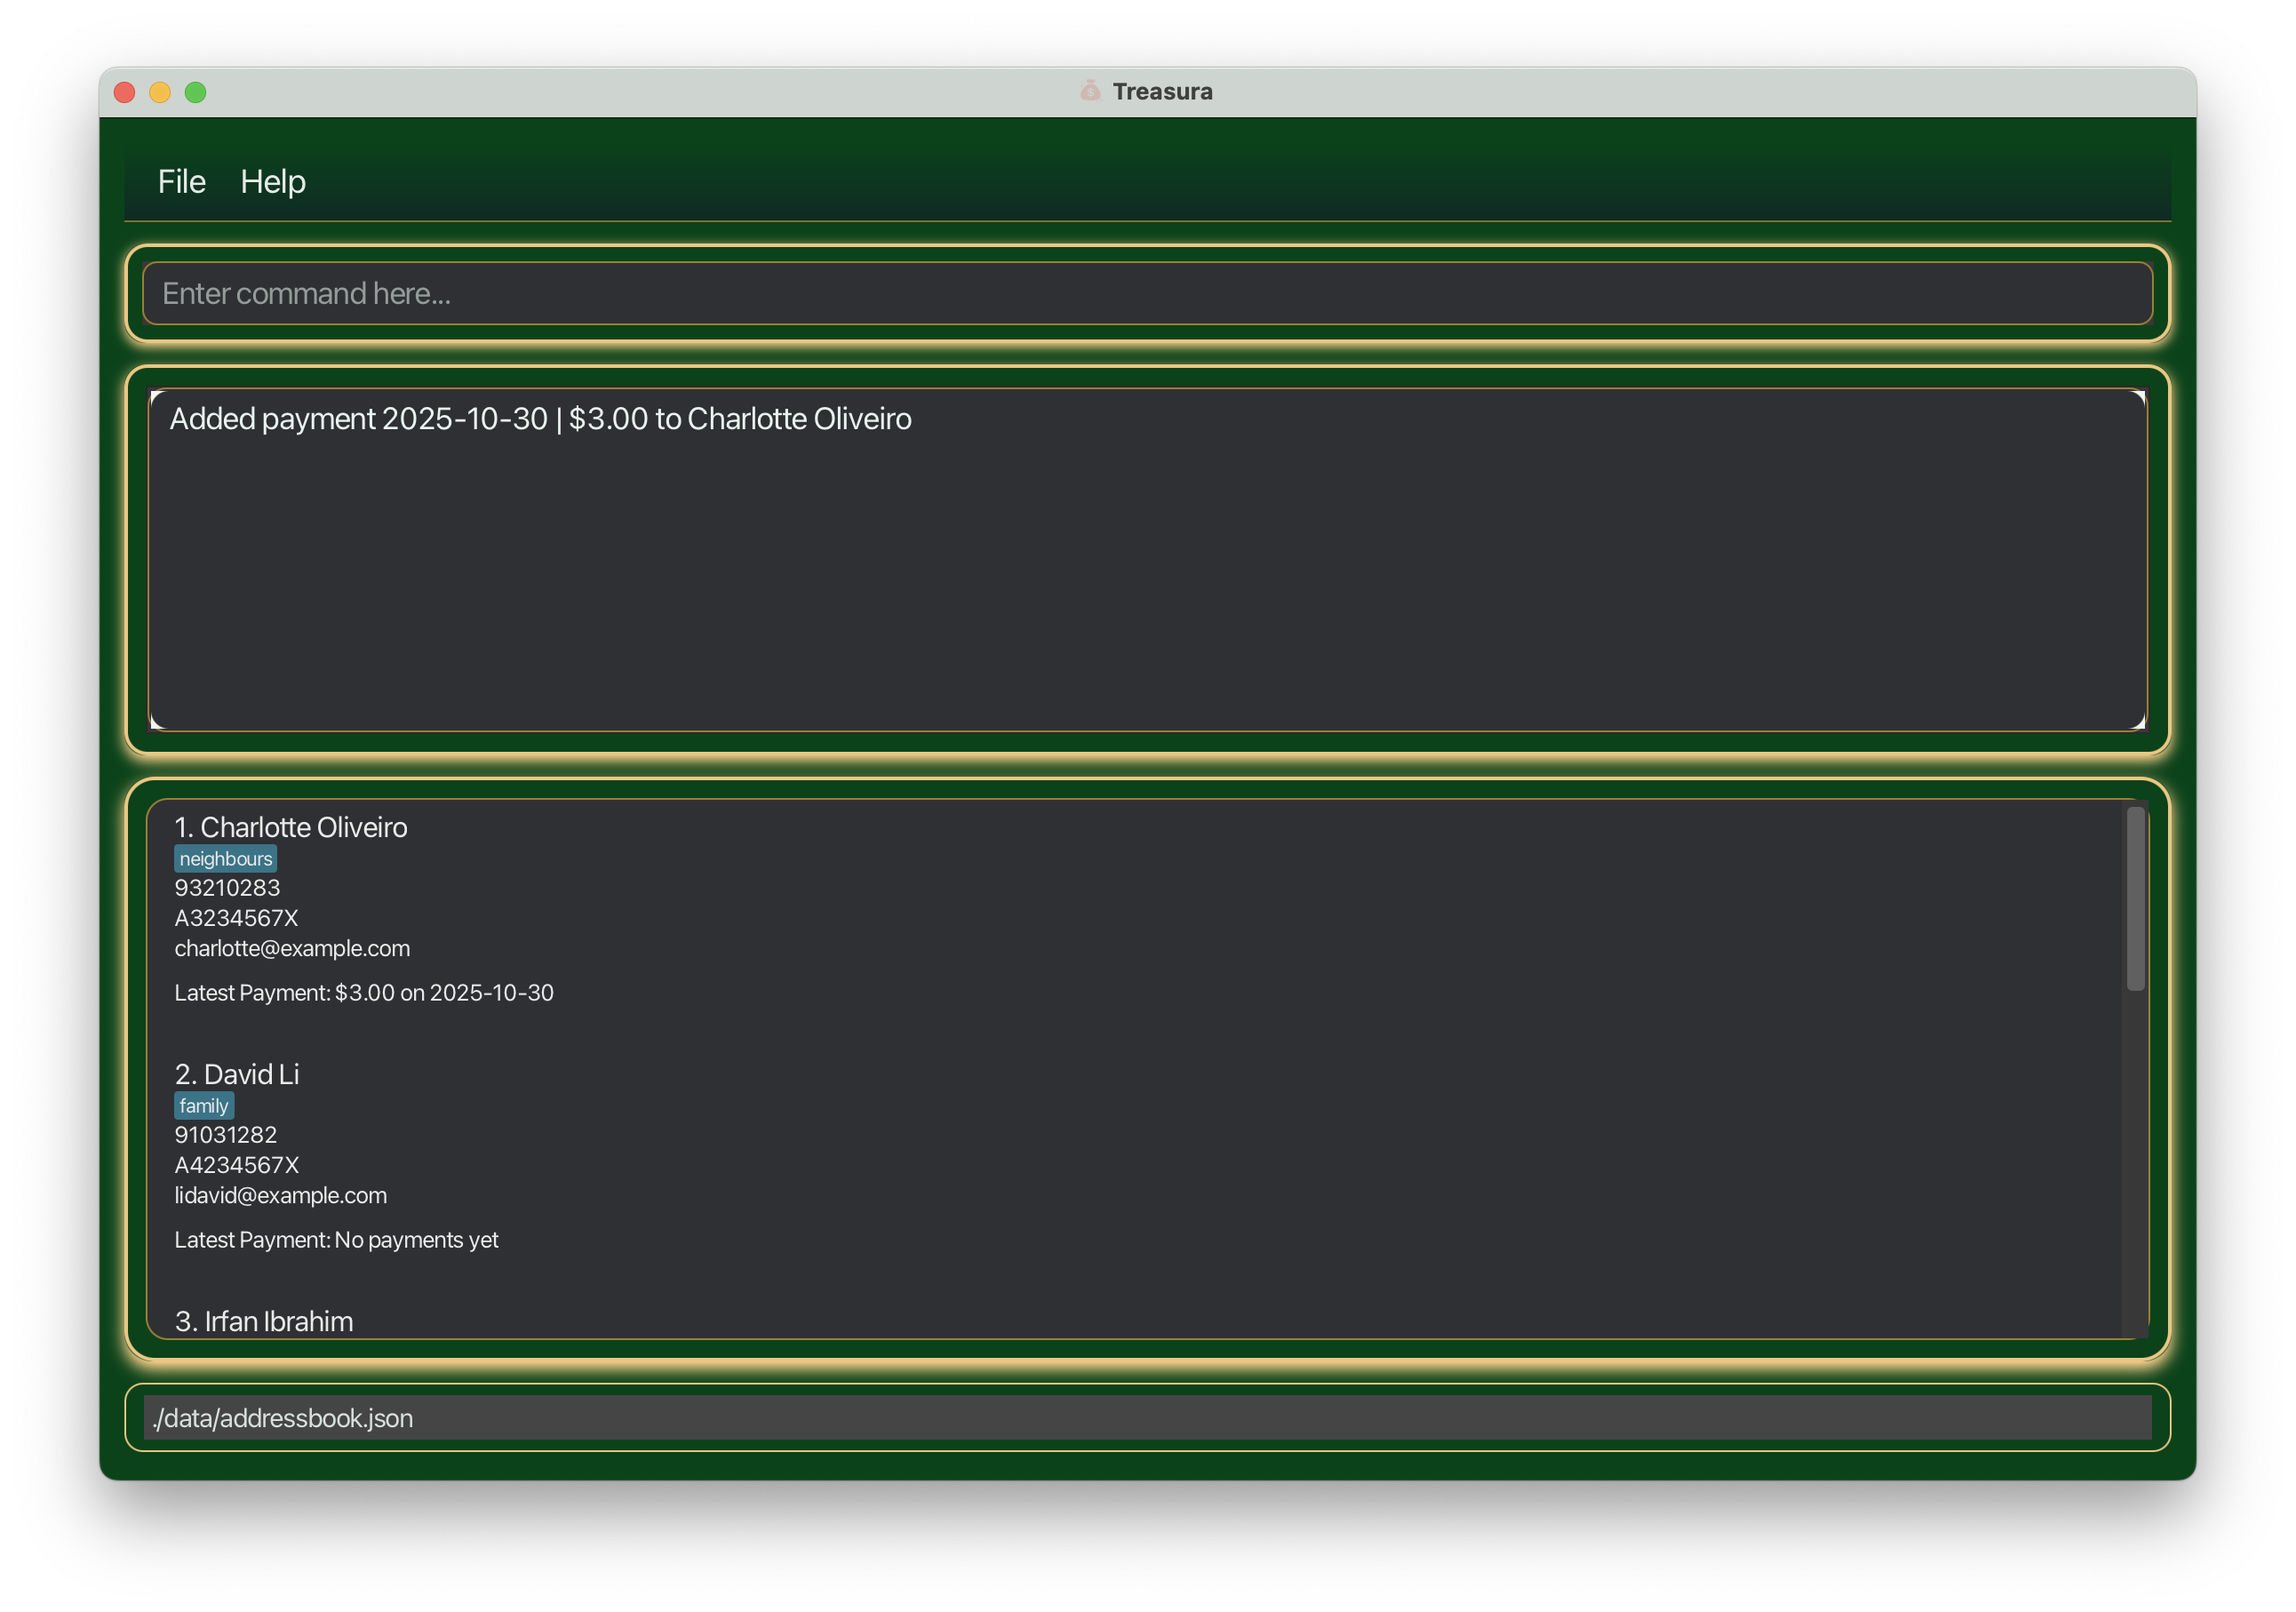 Treasura
File Help
Enter command here...
Added payment 2025-10-30 | $3.00 to Charlotte Oliveiro
1. Charlotte Oliveiro
neighbours
93210283
A3234567X
charlotte@example.com
Latest Payment: $3.00 on 2025-10-30
2. David Li
family
91031282
A4234567X
lidavid@example.com
Latest Payment: No payments yet
3. Irfan Ibrahim
./data/addressbook.json